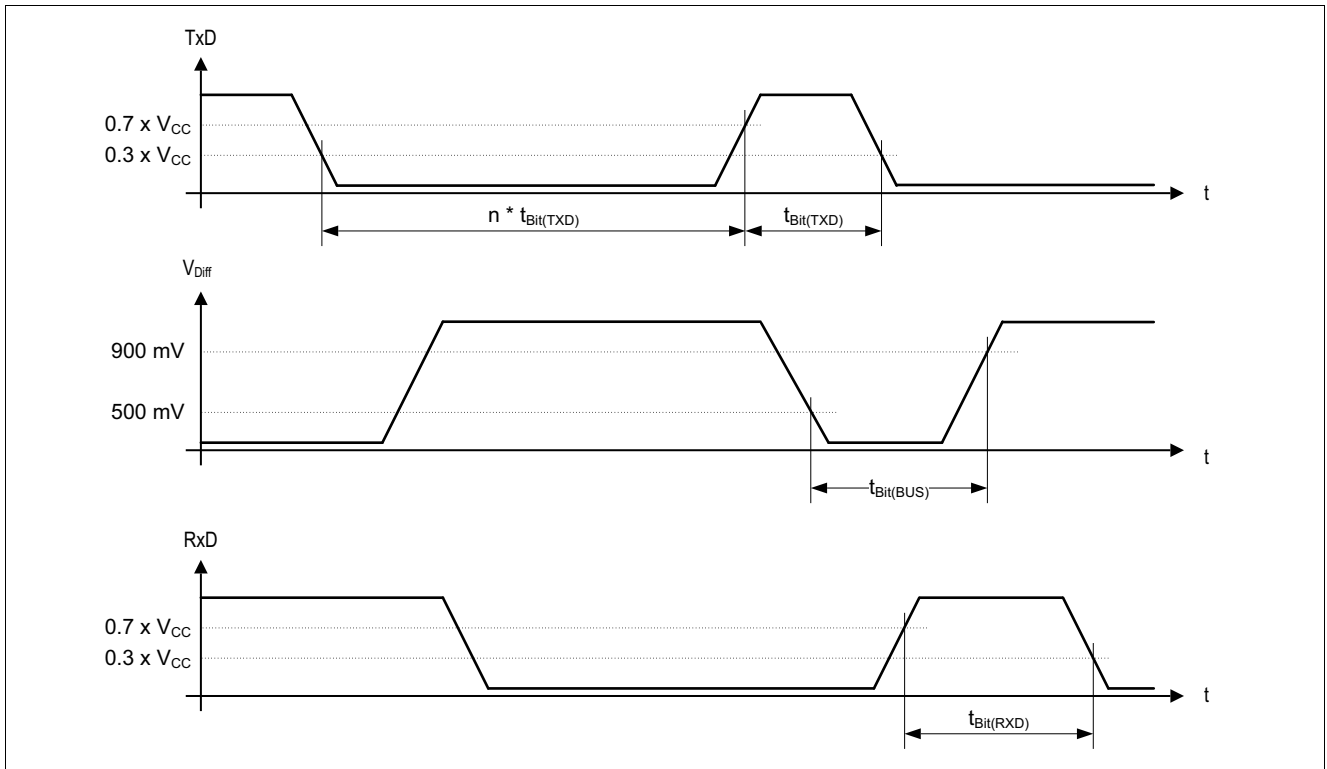 TxD
0.7 x VCC
0.3 x VCC
t
n * tBit(TXD)
tBit(TXD)
VDiff
900 mV
500 mV
t
tBit(BUS)
RxD
0.7 x VCC
0.3 x VCC
t
tBit(RXD)